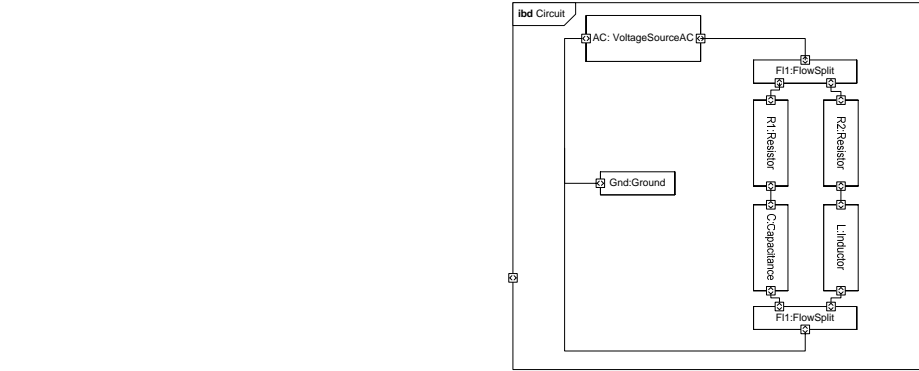 ibd Circuit
AC: VoltageSourceAC
Fl1:FlowSplit
R1:Resistor
R2:Resistor
Gnd:Ground
C:Capacitance
L:Inductor
Fl1:FlowSplit